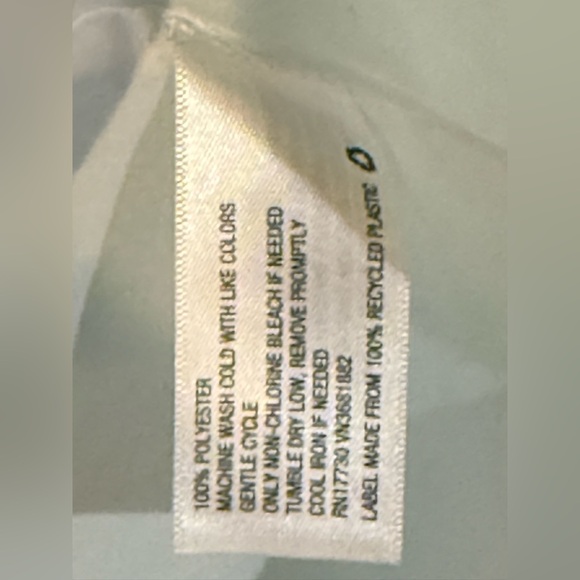 100% POLYESTER
MACHINE WASH COLD WITH LIKE COLORS
GENTLE CYCLE
ONLY NON-CHLORINE BLEACH IF NEEDED
TUMBLE DRY LOW, REMOVE PROMPTLY
COOL IRON IF NEEDED
RN17730 VN3681882
LABEL MADE FROM 100% RECYCLED PLASTIC